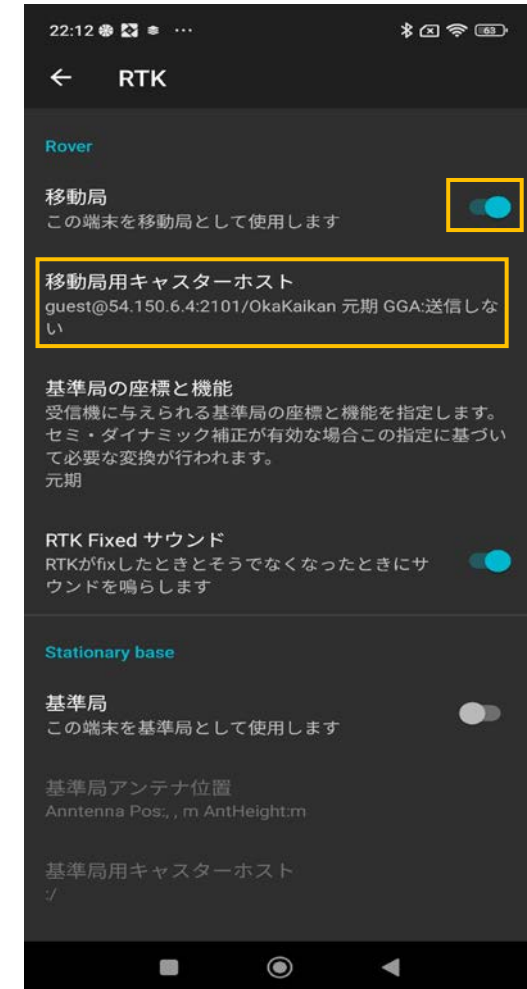 22:12 ...
63
RTK
Rover
移動局
この端末を移動局として使用します
移動局用キャスターホスト
guest@54.150.6.4:2101/OkaKaikan 元期 GGA:送信しな
い
基準局の座標と機能
受信機に与えられる基準局の座標と機能を指定します。
セミ・ダイナミック補正が有効な場合この指定に基づい
て必要な変換が行われます。
元期
RTK Fixed サウンド
RTKがfixしたときとそうでなくなったときにサ
ウンドを鳴らします
Stationary base
基準局
この端末を基準局として使用します
基準局アンテナ位置
Anntenna Pos:, , m AntHeight:m
基準局用キャスターホスト
:/